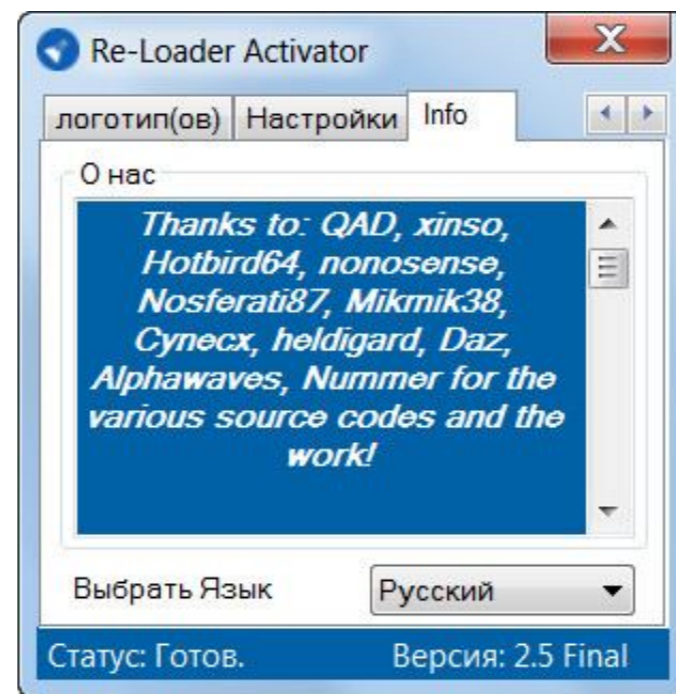 Re-Loader Activator
логотип(ов) Настройки Info
О нас
Thanks to: QAD, xinso,
Hotbird64, nonosense,
Nosferati87, Mikmik38,
Cynecx, heldigard, Daz,
Alphawaves, Nummer for the
various source codes and the
work!
Выбрать Язык Русский
Статус: Готов. Версия: 2.5 Final